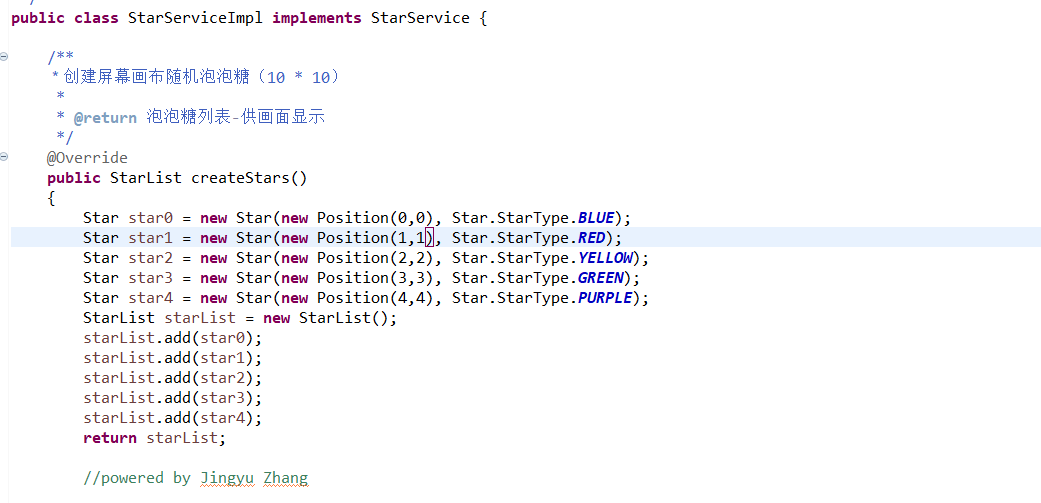 public class StarServiceImpl implements StarService {
/**
* 创建屏幕画布随机泡泡糖（10 * 10）
*
* @return 泡泡糖列表-供画面显示
*/
@Override
public StarList createStars()
{
Star star0 = new Star(new Position(0,0), Star.StarType.BLUE);
Star star1 = new Star(new Position(1,1), Star.StarType.RED);
Star star2 = new Star(new Position(2,2), Star.StarType.YELLOW);
Star star3 = new Star(new Position(3,3), Star.StarType.GREEN);
Star star4 = new Star(new Position(4,4), Star.StarType.PURPLE);
StarList starList = new StarList();
starList.add(star0);
starList.add(star1);
starList.add(star2);
starList.add(star3);
starList.add(star4);
return starList;
//powered by Jingyu Zhang